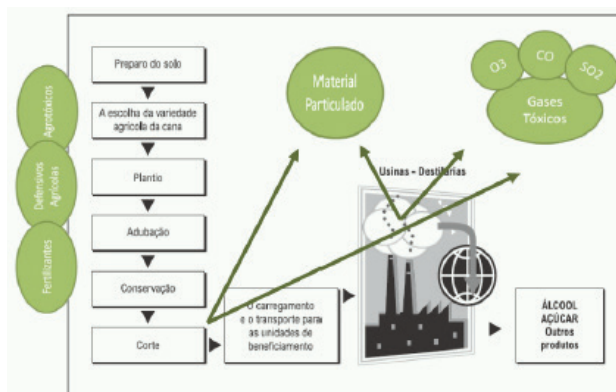 Preparo do sollo
A escolha da variedade
agrícola da cana
Plantio
Adubação
Conservação
Corte
Agrotóxicos
Defensivos
Agrícolas
Fertilizantes
O carregamento
e o transporte para
as unidades de
beneficiamento
Material
Particulado
Usinas – Destilarias
O3
CO
SO2
Gases
Tóxicos
ÁLCOOL
AÇÚCAR
Outros
produtos